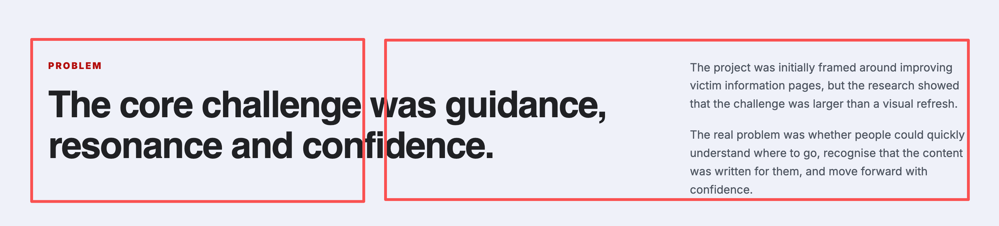 PROBLEM
The core challenge was guidance,
resonance and confidence.
The project was initially framed around improving
victim information pages, but the research showed
that the challenge was larger than a visual refresh.
The real problem was whether people could quickly
understand where to go, recognise that the content
was written for them, and move forward with
confidence.